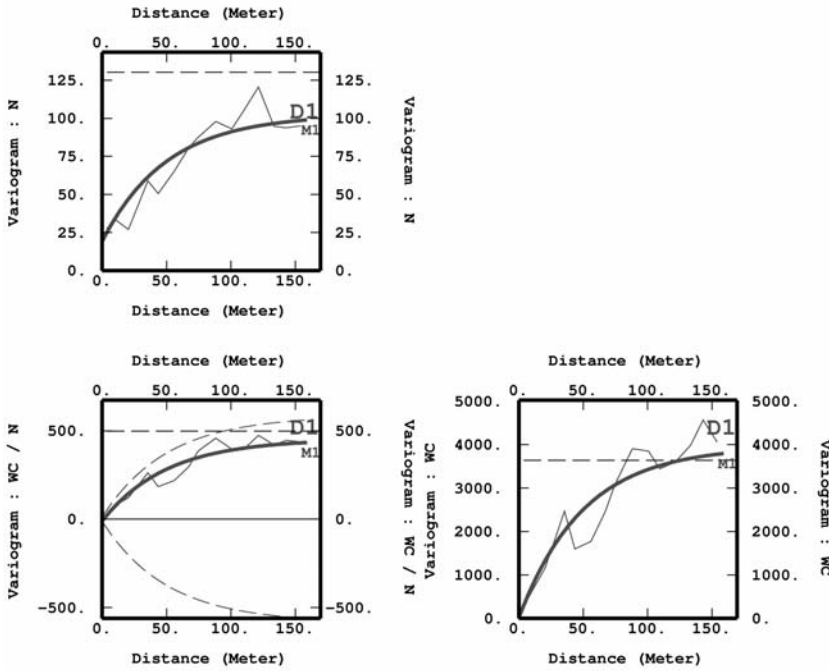 Distance (Meter)
0. 50. 100. 150.
Variogram : N
125.
100.
75.
50.
25.
0.
125.
100.
75.
50.
25.
0.
Variogram : N
D1
M1
0. 50. 100. 150.
Distance (Meter)
Distance (Meter)
0. 50. 100. 150.
Variogram : WC / N
500.
0.
-500.
500.
0.
-500.
Variogram : WC / N
D1
M1
0. 50. 100. 150.
Distance (Meter)
Distance (Meter)
0. 50. 100. 150.
Variogram : WC
5000.
4000.
3000.
2000.
1000.
0.
5000.
4000.
3000.
2000.
1000.
0.
Variogram : WC
D1
M1
0. 50. 100. 150.
Distance (Meter)